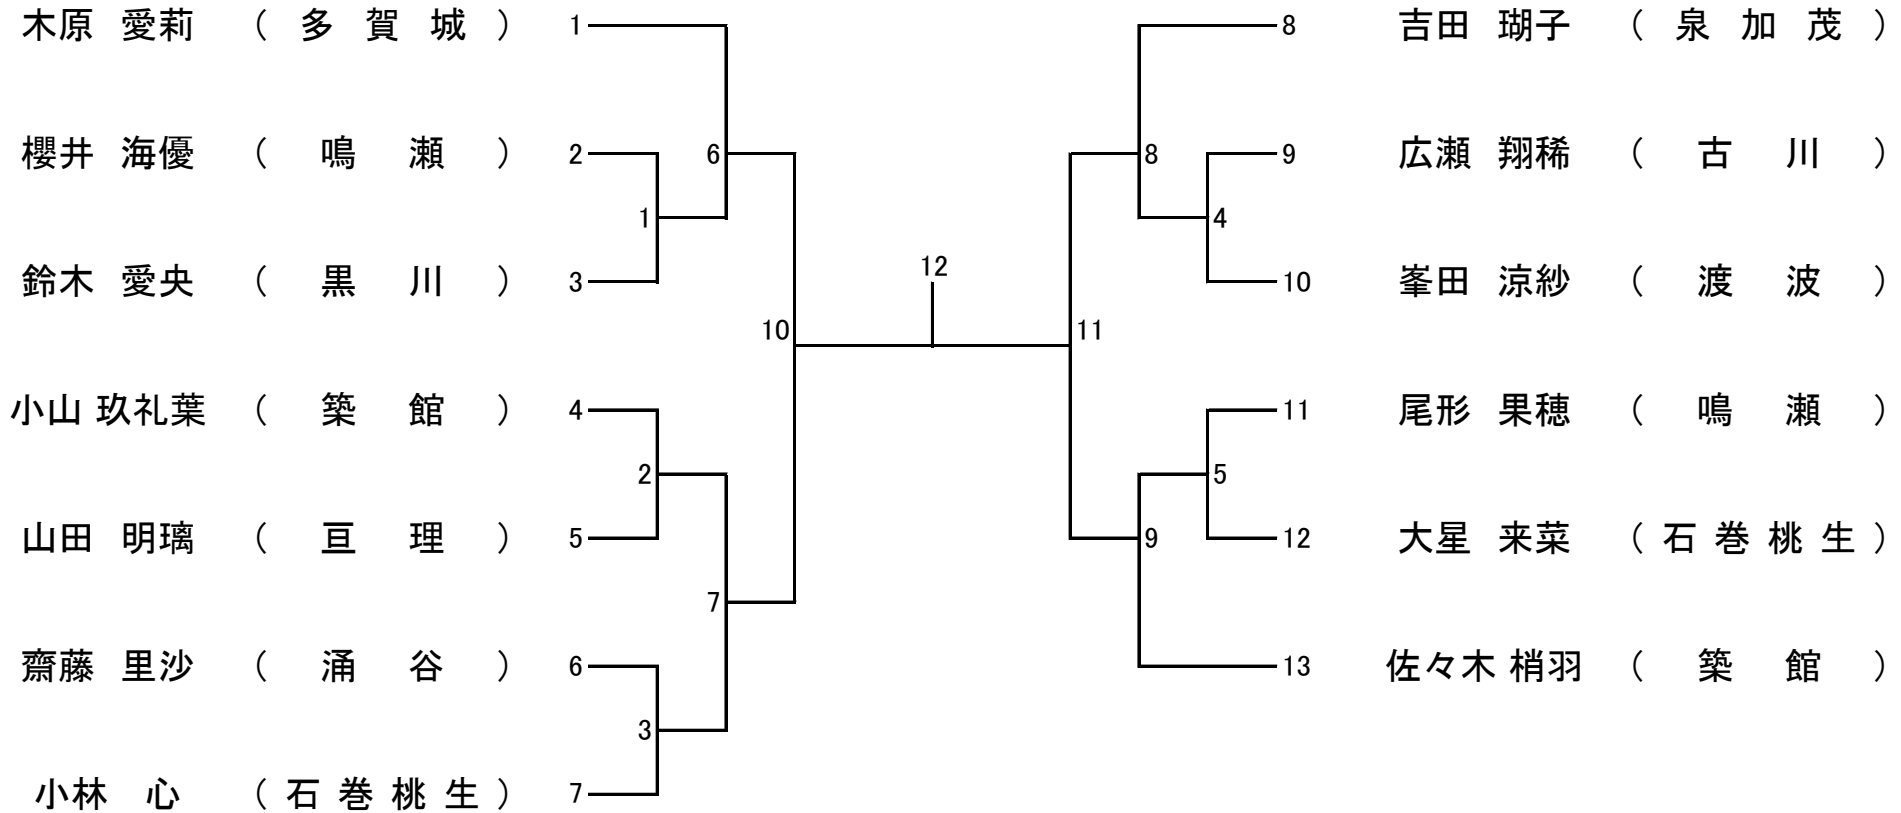 木原 愛莉 （ 多 賀 城 ） 1
櫻井 海優 （ 鳴 瀬 ） 2
鈴木 愛央 （ 黒 川 ） 3
小山 玖礼葉 （ 築 館 ） 4
山田 明璃 （ 亘 理 ） 5
齋藤 里沙 （ 涌 谷 ） 6
小林 心 （ 石 巻 桃 生 ） 7
6
1
10
2
7
3
12
8
4
11
5
9
8 吉田 瑚子 （ 泉 加 茂 ）
9 広瀬 翔稀 （ 古 川 ）
10 峯田 涼紗 （ 渡 波 ）
11 尾形 果穂 （ 鳴 瀬 ）
12 大星 来菜 （ 石 巻 桃 生 ）
13 佐々木 梢羽 （ 築 館 ）